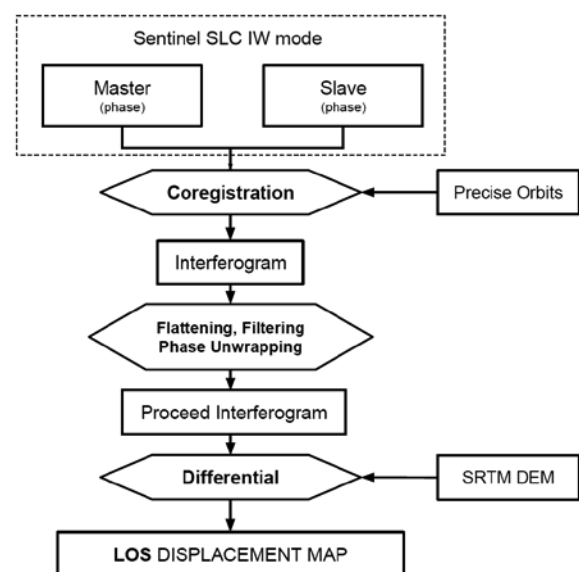 Sentinel SLC IW mode
Master
(phase)
Slave
(phase)
Coregistration
Precise Orbits
Interferogram
Flattening, Filtering
Phase Unwrapping
Proceed Interferogram
Differential
SRTM DEM
LOS DISPLACEMENT MAP